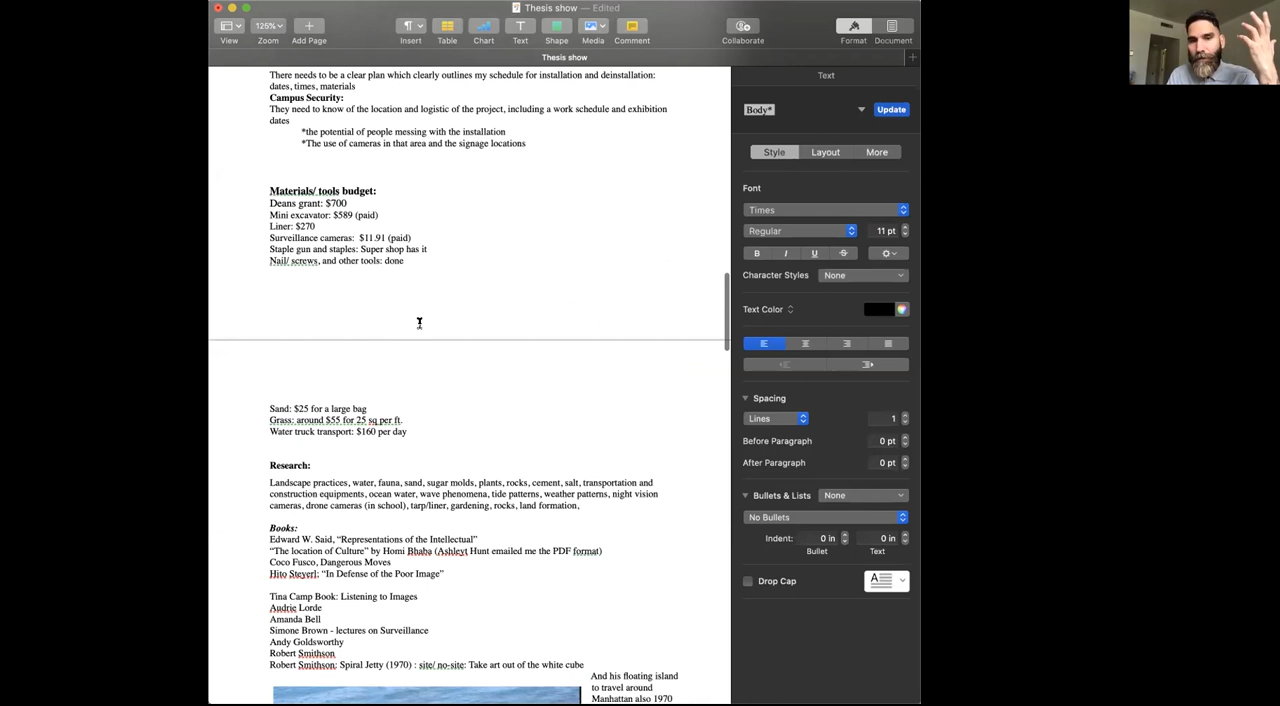 Thesis show — Edited
125%
View
Zoom
Add Page
Insert
Table
Chart
Text
Shape
Media
Comment
Collaborate
Format
Document
Thesis show
There needs to be a clear plan which clearly outlines my schedule for installation and deinstallation:
dates, times, materials
Campus Security:
They need to know of the location and logistic of the project, including a work schedule and exhibition
dates
*the potential of people messing with the installation
*The use of cameras in that area and the signage locations
Materials/ tools budget:
Deans grant: $700
Mini excavator: $589 (paid)
Liner: $270
Surveillance cameras:  $11.91 (paid)
Staple gun and staples: Super shop has it
Nail/ screws, and other tools: done
Sand: $25 for a large bag
Grass: around $55 for 25 sq per ft.
Water truck transport: $160 per day
Research:
Landscape practices, water, fauna, sand, sugar molds, plants, rocks, cement, salt, transportation and
construction equipments, ocean water, wave phenomena, tide patterns, weather patterns, night vision
cameras, drone cameras (in school), tarp/liner, gardening, rocks, land formation,
Books:
Edward W. Said, “Representations of the Intellectual”
“The location of Culture” by Homi Bhaba (Ashleyt Hunt emailed me the PDF format)
Coco Fusco, Dangerous Moves
Hito Steyerl; “In Defense of the Poor Image”
Tina Camp Book: Listening to Images
Audrie Lorde
Amanda Bell
Simone Brown - lectures on Surveillance
Andy Goldsworthy
Robert Smithson
Robert Smithson: Spiral Jetty (1970) : site/ no-site: Take art out of the white cube
And his floating island
to travel around
Manhattan also 1970
Text
Body*
Update
Style
Layout
More
Font
Times
Regular
11 pt
B
I
U
S
Character Styles
None
Text Color
Spacing
Lines
1
Before Paragraph
0 pt
After Paragraph
0 pt
Bullets & Lists
None
No Bullets
Indent:
0 in
0 in
Bullet
Text
Drop Cap
A